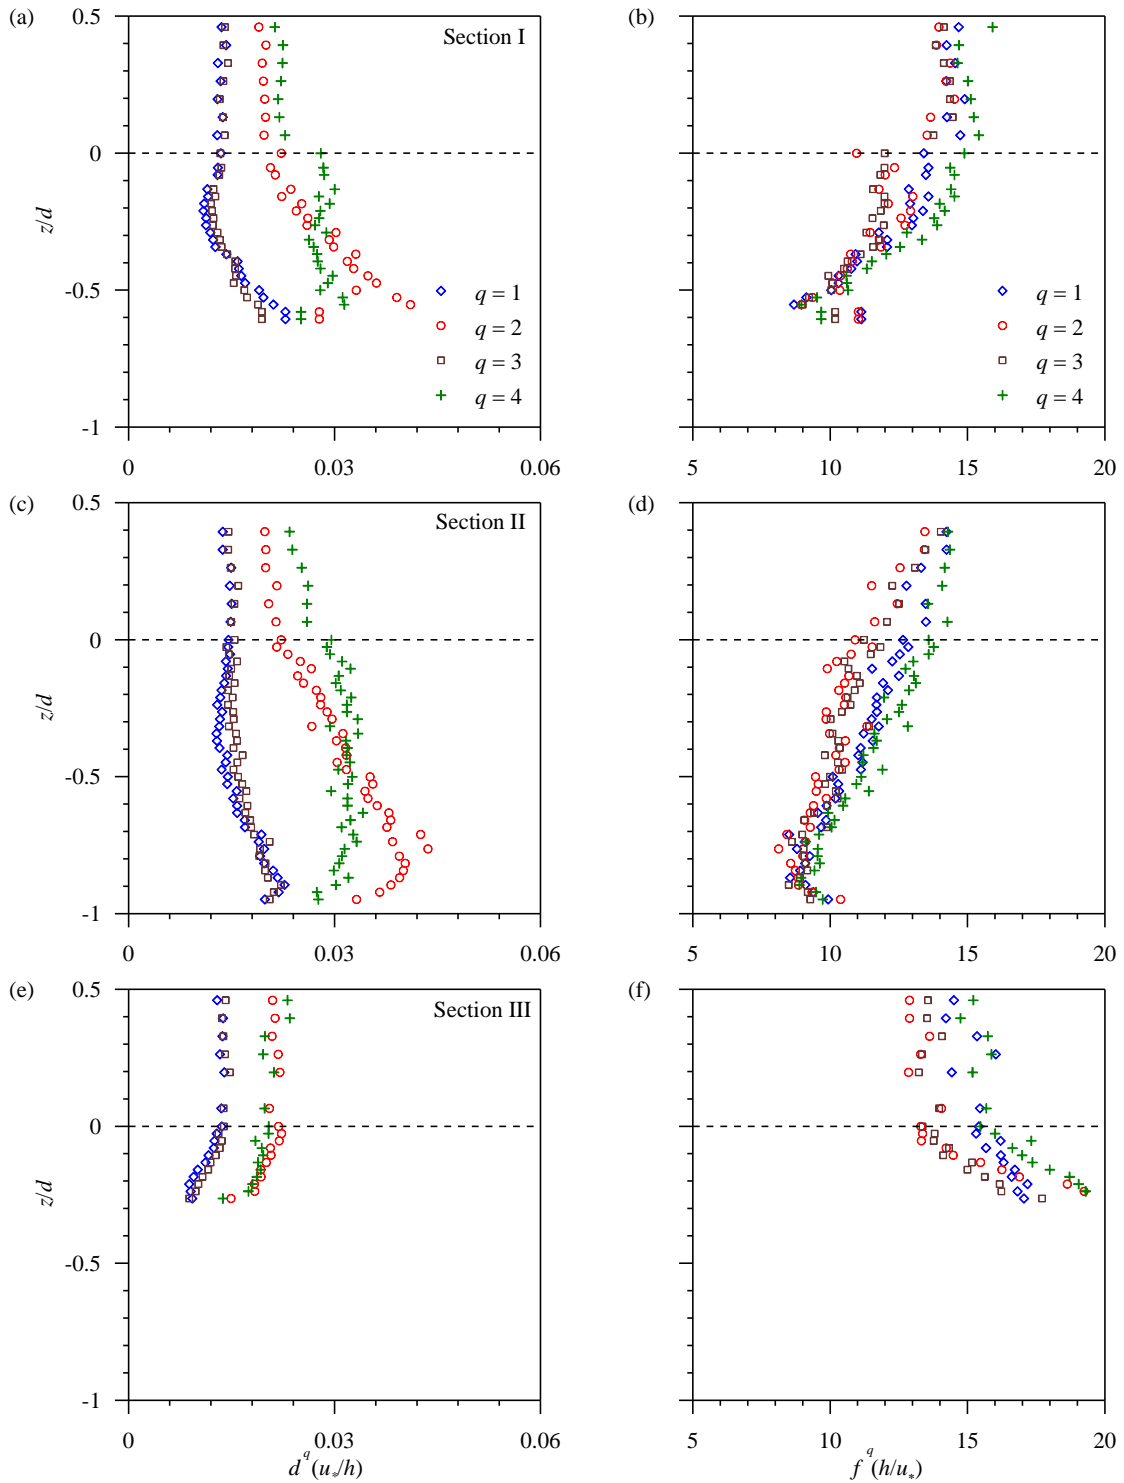 (a)
0.5
Section I
0
z/d
-0.5
q = 1
q = 2
q = 3
q = 4
-1
0
0.03
0.06
(b)
q = 1
q = 2
q = 3
q = 4
5
10
15
20
(c)
0.5
Section II
0
z/d
-0.5
-1
0
0.03
0.06
(d)
5
10
15
20
(e)
0.5
Section III
0
z/d
-0.5
-1
0
0.03
0.06
d^q(u_*/h)
(f)
5
10
15
20
f^q(h/u_*)